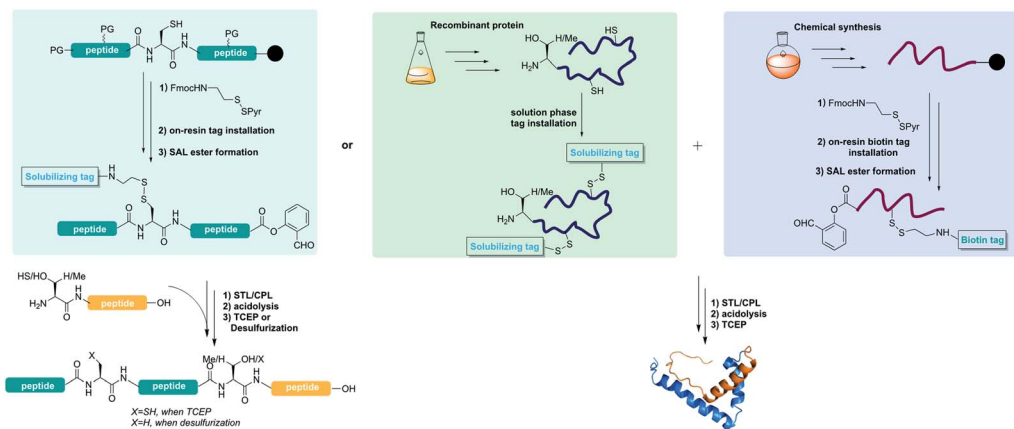 PG
SH
PG
peptide
O
N
H
H
N
O
peptide
1) FmocHN
S
SPyr
2) on-resin tag installation
3) SAL ester formation
Solubilizing tag
H
N
S
S
peptide
O
N
H
H
N
O
peptide
O
O
CHO
or
Recombinant protein
HO
H/Me
H2N
O
HS
SH
solution phase
tag installation
Solubilizing tag
S
S
HO
H/Me
H2N
O
Solubilizing tag
S
S
+
Chemical synthesis
1) FmocHN
S
SPyr
2) on-resin biotin tag
installation
3) SAL ester formation
O
O
CHO
S
S
H
N
Biotin tag
HS/HO
H/Me
H2N
O
H
N
peptide
OH
1) STL/CPL
2) acidolysis
3) TCEP or
Desulfurization
peptide
O
N
H
X
H
N
O
peptide
O
N
H
Me/H
OH/X
H
N
O
peptide
OH
X=SH, when TCEP
X=H, when desulfurization
1) STL/CPL
2) acidolysis
3) TCEP